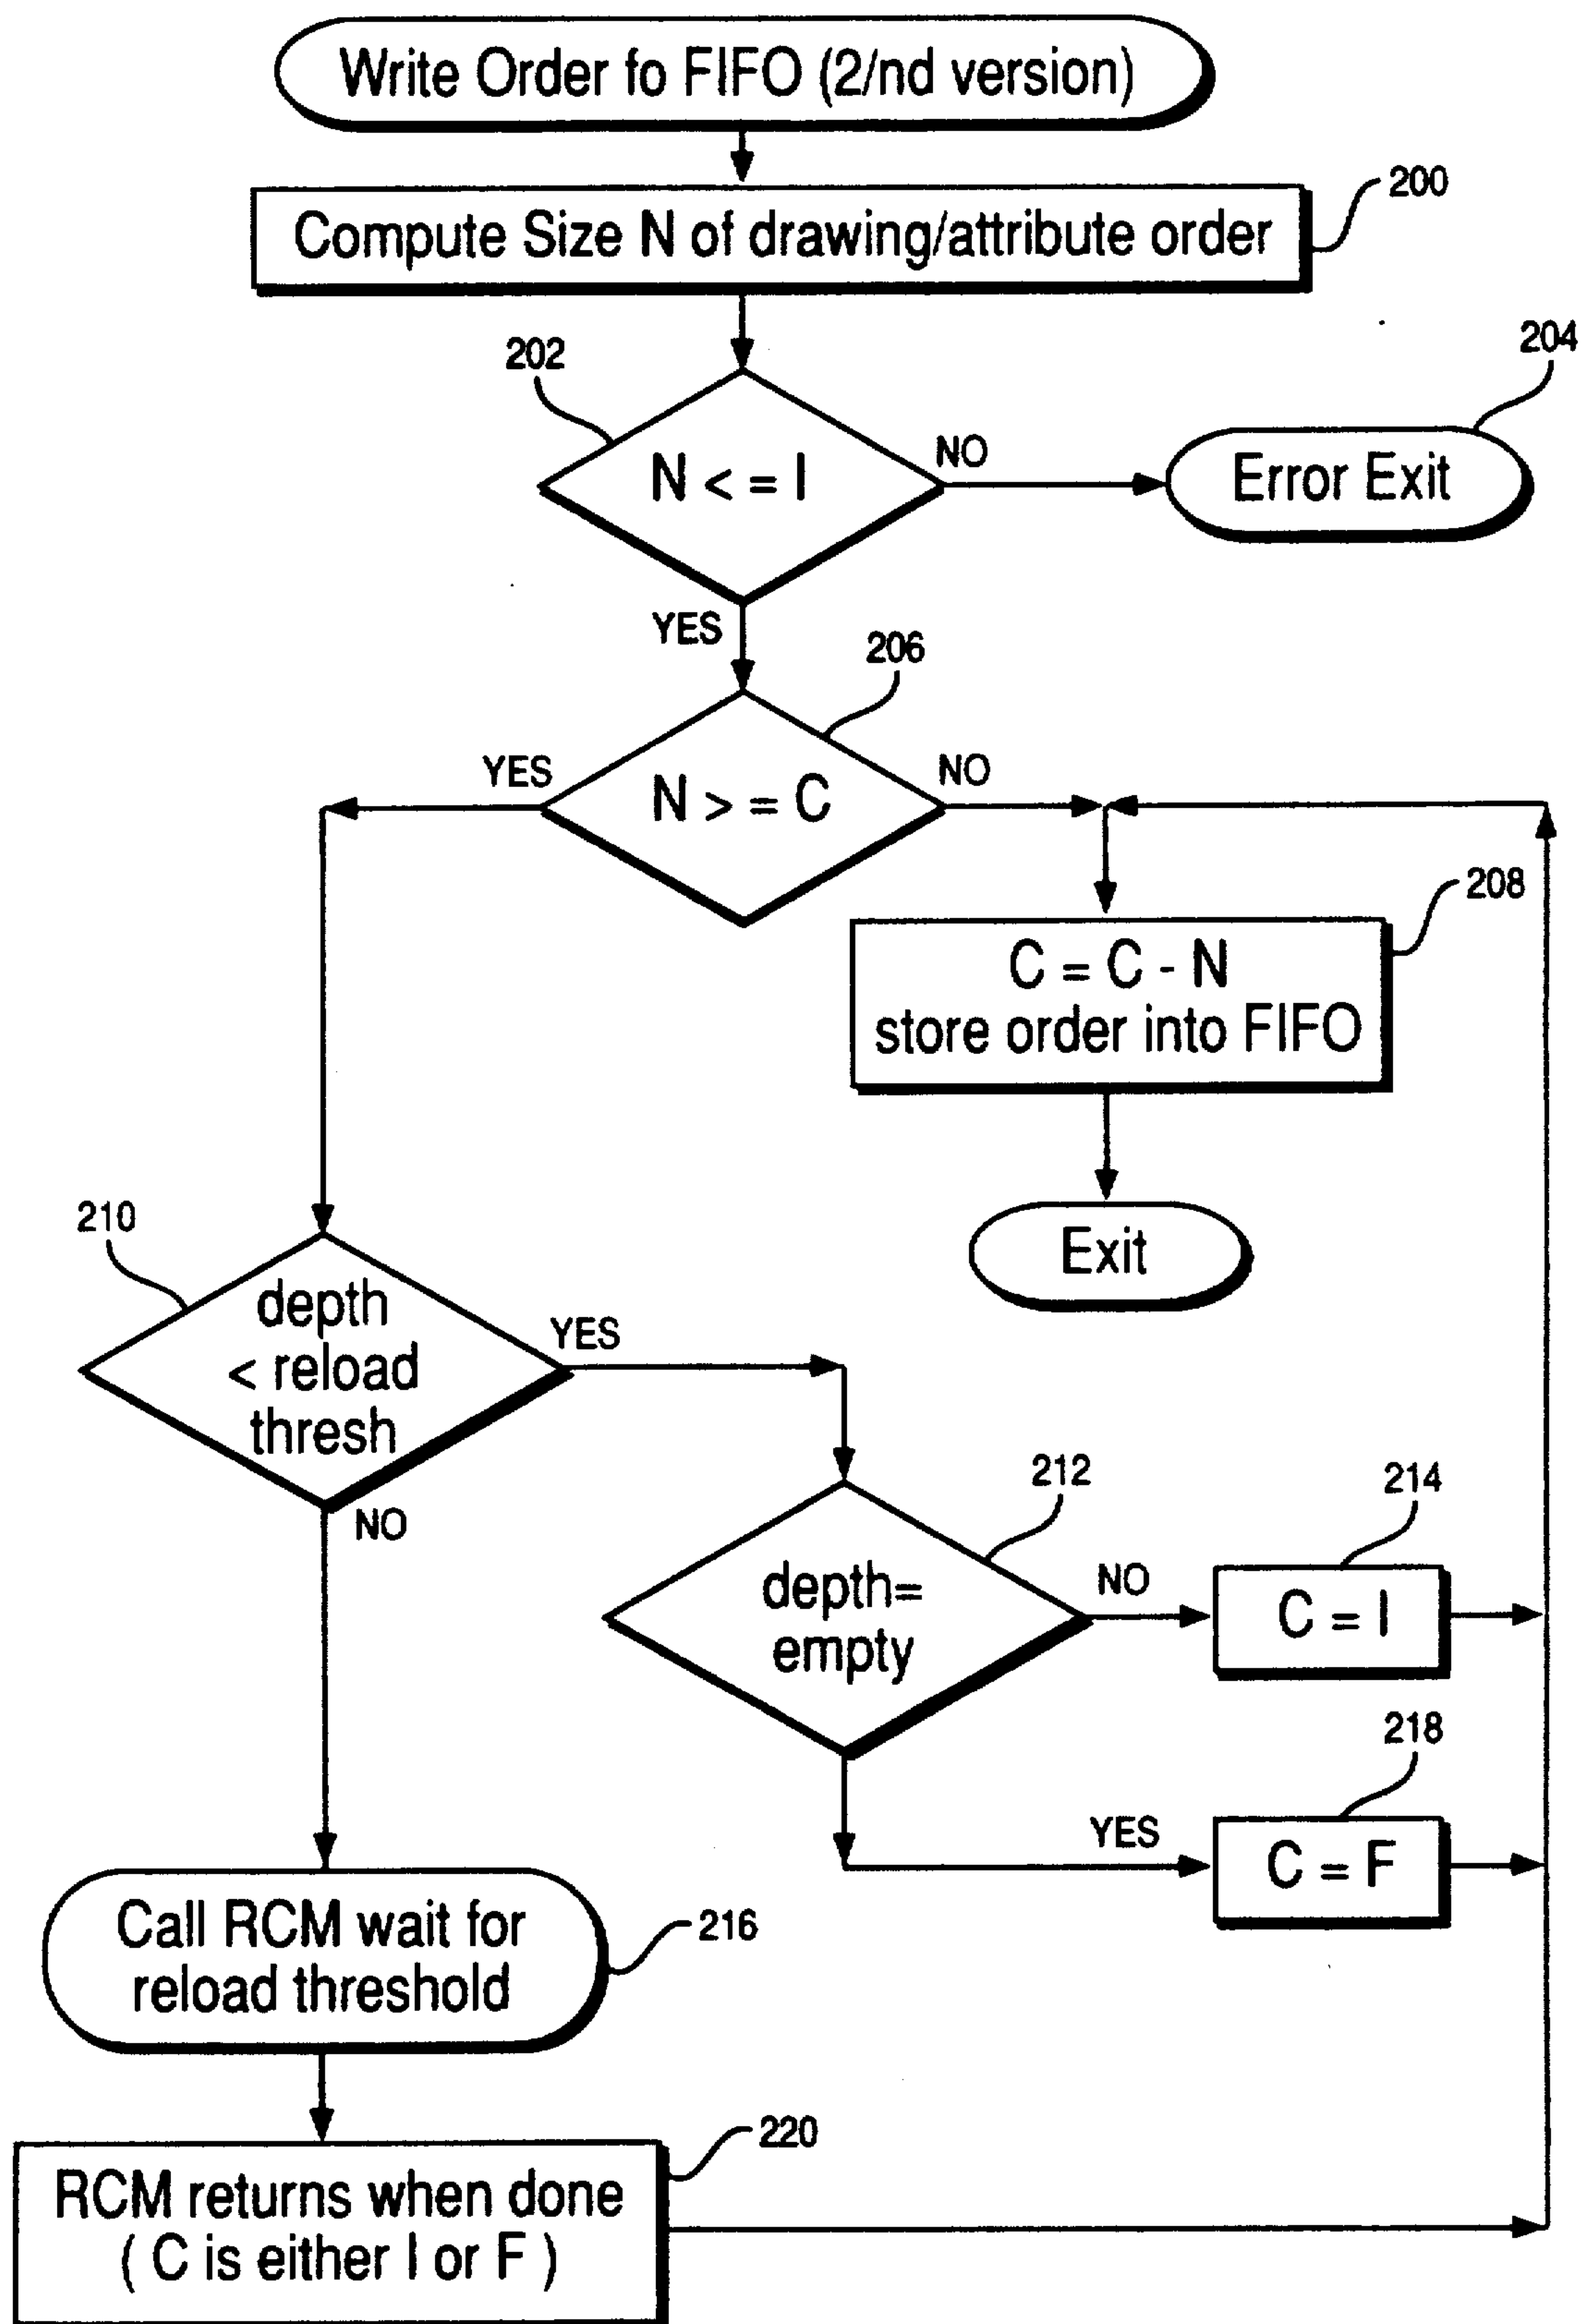 Write Order fo FIFO (2/nd version)
200
Compute Size N of drawing/attribute order
202
204
N < = I
NO
Error Exit
YES
206
YES
N > = C
NO
208
C = C - N
store order into FIFO
210
Exit
depth
< reload
thresh
YES
NO
212
214
depth=
empty
NO
C = I
218
YES
C = F
Call RCM wait for
reload threshold
216
220
RCM returns when done
( C is either I or F )